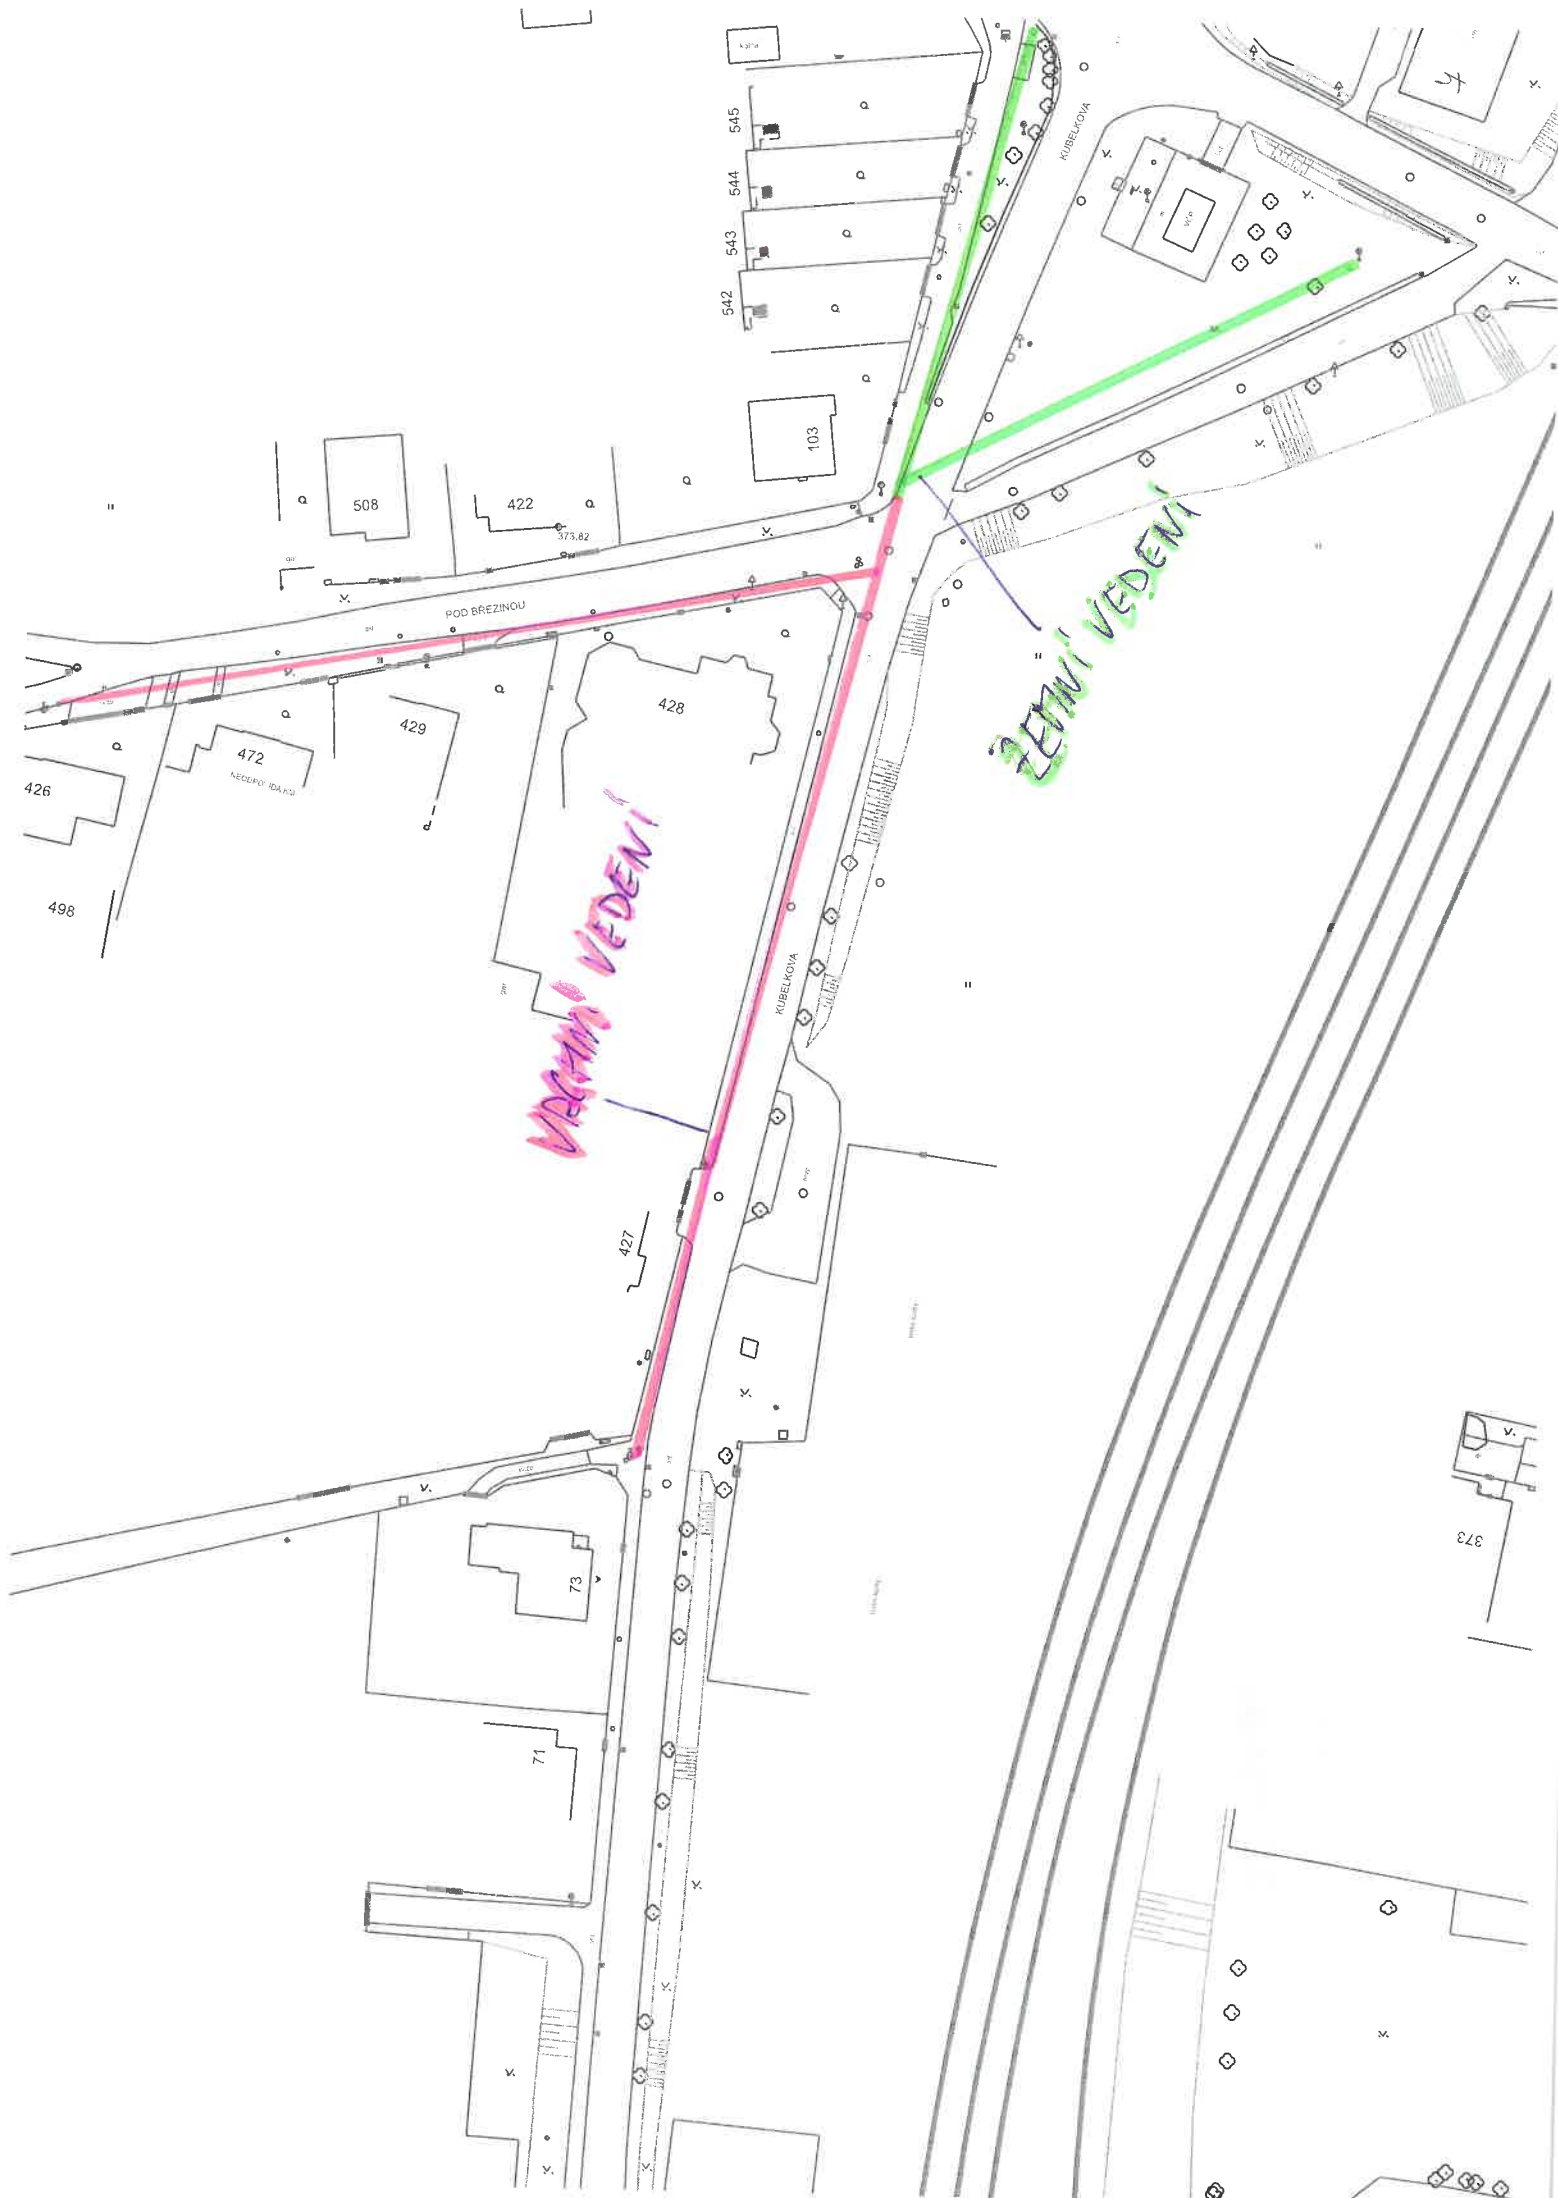 kolna
545
544
543
542
KUBELKOVA
103
508
422
373,82
POD BŘEZINOU
428
429
472
426
498
VRCHNÍ VEDENÍ
ZEMNÍ VEDENÍ
KUBELKOVA
427
73
71
373